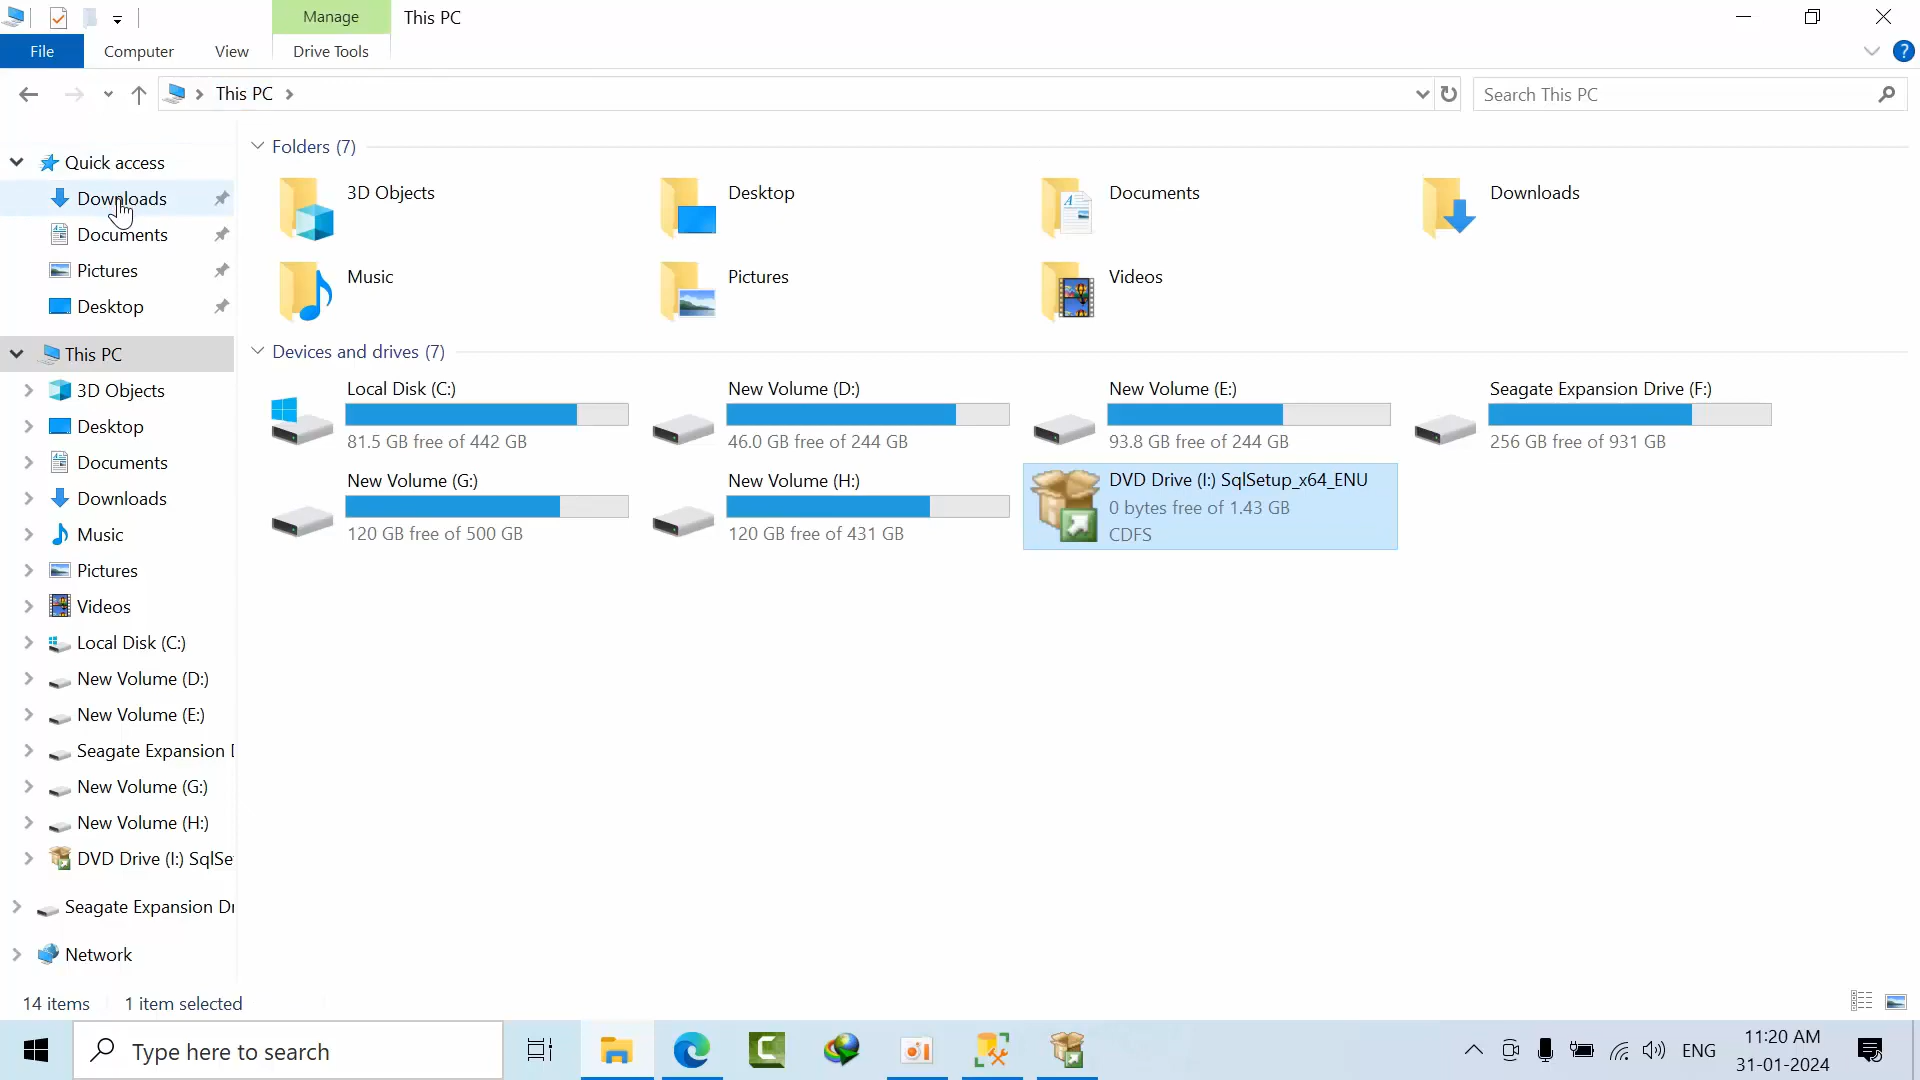 Manage
This PC
File
Computer
View
Drive Tools
This PC
Search This PC
Quick access
Downloads
Documents
Pictures
Desktop
This PC
3D Objects
Desktop
Documents
Downloads
Music
Pictures
Videos
Local Disk (C:)
New Volume (D:)
New Volume (E:)
Seagate Expansion D
New Volume (G:)
New Volume (H:)
DVD Drive (I:) SqlSe
Seagate Expansion Dr
Network
Folders (7)
3D Objects
Desktop
Documents
Downloads
Music
Pictures
Videos
Devices and drives (7)
Local Disk (C:)
81.5 GB free of 442 GB
New Volume (D:)
46.0 GB free of 244 GB
New Volume (E:)
93.8 GB free of 244 GB
Seagate Expansion Drive (F:)
256 GB free of 931 GB
New Volume (G:)
120 GB free of 500 GB
New Volume (H:)
120 GB free of 431 GB
DVD Drive (I:) SqlSetup_x64_ENU
0 bytes free of 1.43 GB
CDFS
14 items
1 item selected
Type here to search
ENG
11:20 AM
31-01-2024